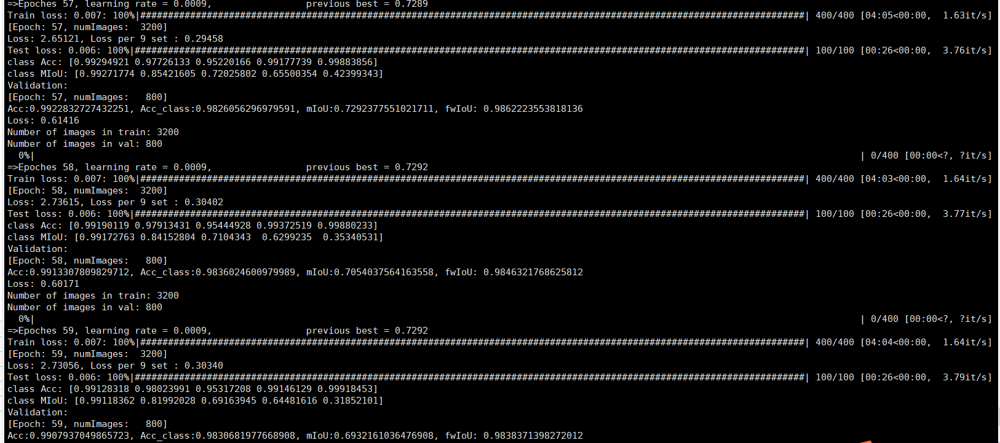 =>Epoches 57, learning rate = 0.0009,                 previous best = 0.7289
Train loss: 0.007: 100%|########################################################################################################################| 400/400 [04:05<00:00,  1.63it/s]
[Epoch: 57, numImages:  3200]
Loss: 2.65121, Loss per 9 set : 0.29458
Test loss: 0.006: 100%|#########################################################################################################################| 100/100 [00:26<00:00,  3.76it/s]
class Acc: [0.99294921 0.97726133 0.95220166 0.99177739 0.99883856]
class MIoU: [0.99271774 0.85421605 0.72025802 0.65500354 0.42399343]
Validation:
[Epoch: 57, numImages:   800]
Acc:0.9922832727432251, Acc_class:0.9826056296979591, mIoU:0.7292377551021711, fwIoU: 0.9862223553818136
Loss: 0.61416
Number of images in train: 3200
Number of images in val: 800
  0%|                                                                                                                                                      | 0/400 [00:00<?, ?it/s]
=>Epoches 58, learning rate = 0.0009,                 previous best = 0.7292
Train loss: 0.007: 100%|########################################################################################################################| 400/400 [04:03<00:00,  1.64it/s]
[Epoch: 58, numImages:  3200]
Loss: 2.73615, Loss per 9 set : 0.30402
Test loss: 0.006: 100%|#########################################################################################################################| 100/100 [00:26<00:00,  3.77it/s]
class Acc: [0.99190119 0.97913431 0.95444928 0.99372519 0.99880233]
class MIoU: [0.99172763 0.84152804 0.7104343  0.6299235  0.35340531]
Validation:
[Epoch: 58, numImages:   800]
Acc:0.9913307809829712, Acc_class:0.9836024600979989, mIoU:0.7054037564163558, fwIoU: 0.9846321768625812
Loss: 0.60171
Number of images in train: 3200
Number of images in val: 800
  0%|                                                                                                                                                      | 0/400 [00:00<?, ?it/s]
=>Epoches 59, learning rate = 0.0009,                 previous best = 0.7292
Train loss: 0.007: 100%|########################################################################################################################| 400/400 [04:04<00:00,  1.64it/s]
[Epoch: 59, numImages:  3200]
Loss: 2.73056, Loss per 9 set : 0.30340
Test loss: 0.006: 100%|#########################################################################################################################| 100/100 [00:26<00:00,  3.79it/s]
class Acc: [0.99128318 0.98023991 0.95317208 0.99146129 0.99918453]
class MIoU: [0.99118362 0.81992028 0.69163945 0.64481616 0.31852101]
Validation:
[Epoch: 59, numImages:   800]
Acc:0.9907937049865723, Acc_class:0.9830681977668908, mIoU:0.6932161036476908, fwIoU: 0.9838371398272012